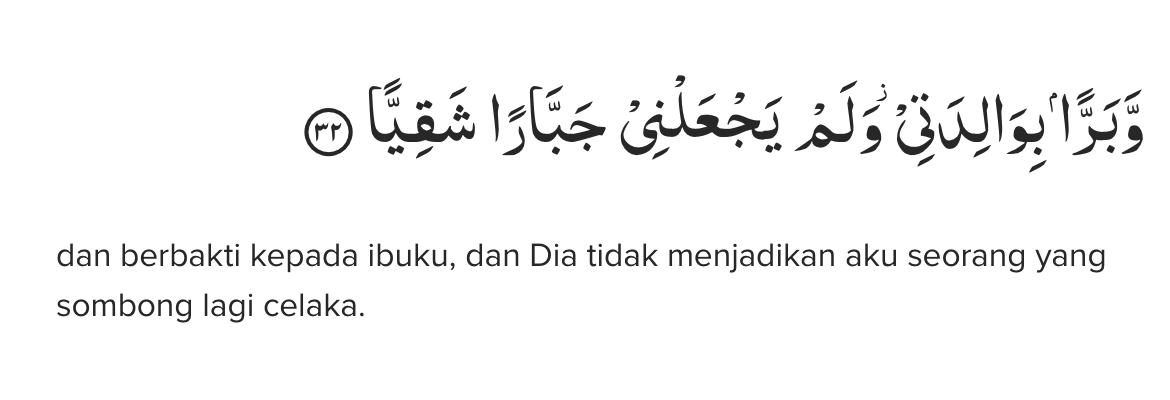 وَّبَرًّاۢ بِوَالِدَتِيْ ۖوَلَمْ يَجْعَلْنِيْ جَبَّارًا شَقِيًّا ٣٢
dan berbakti kepada ibuku, dan Dia tidak menjadikan aku seorang yang
sombong lagi celaka.